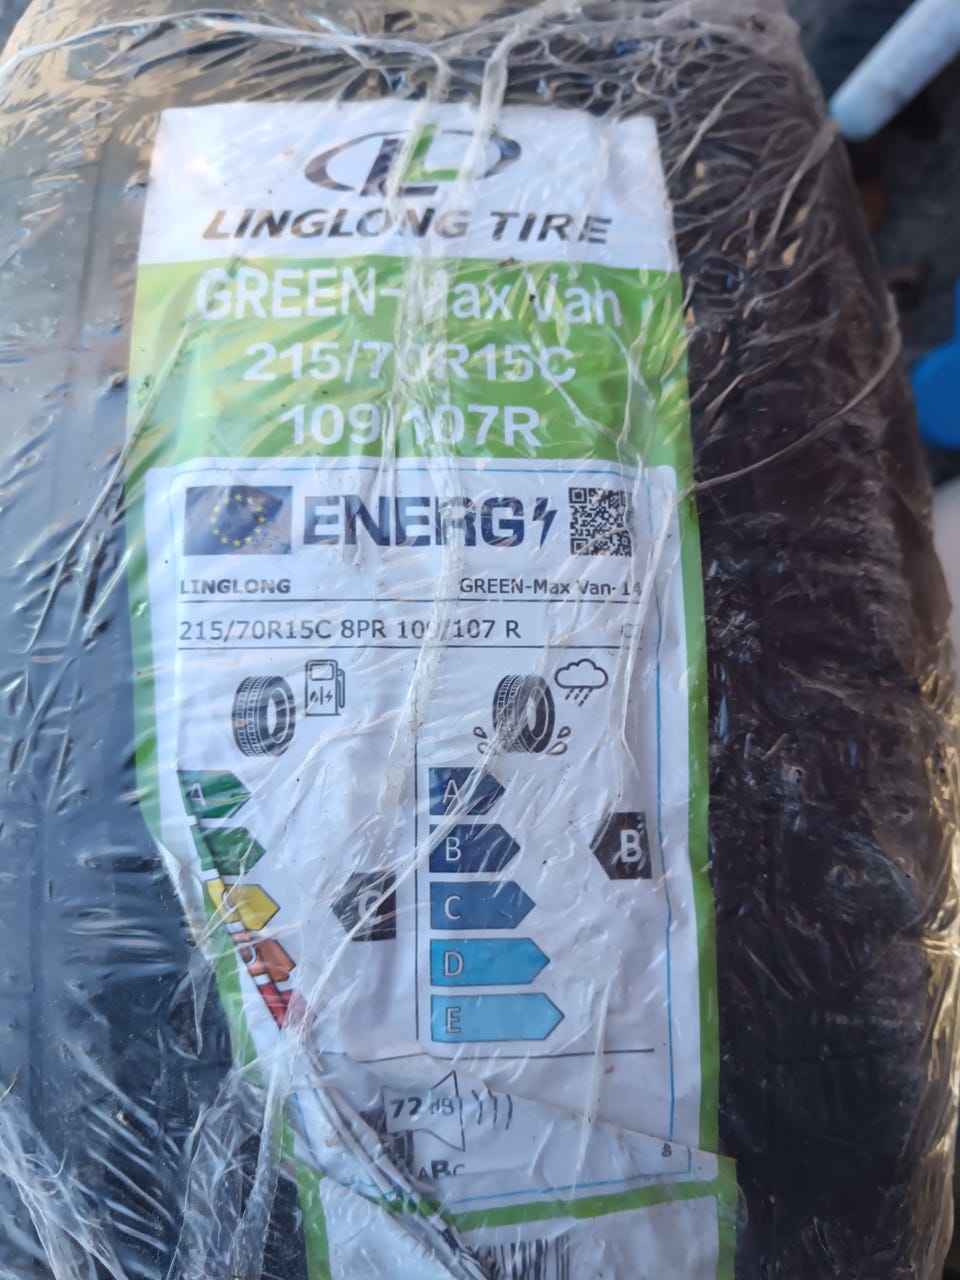 LINGLONG TIRE
GREEN-Max Van
215/70R15C
109/107R
ENERG
LINGLONG GREEN-Max Van-14
215/70R15C 8PR 109/107 R
A
A
B
B
C
C
D
E
72 dB
ABC